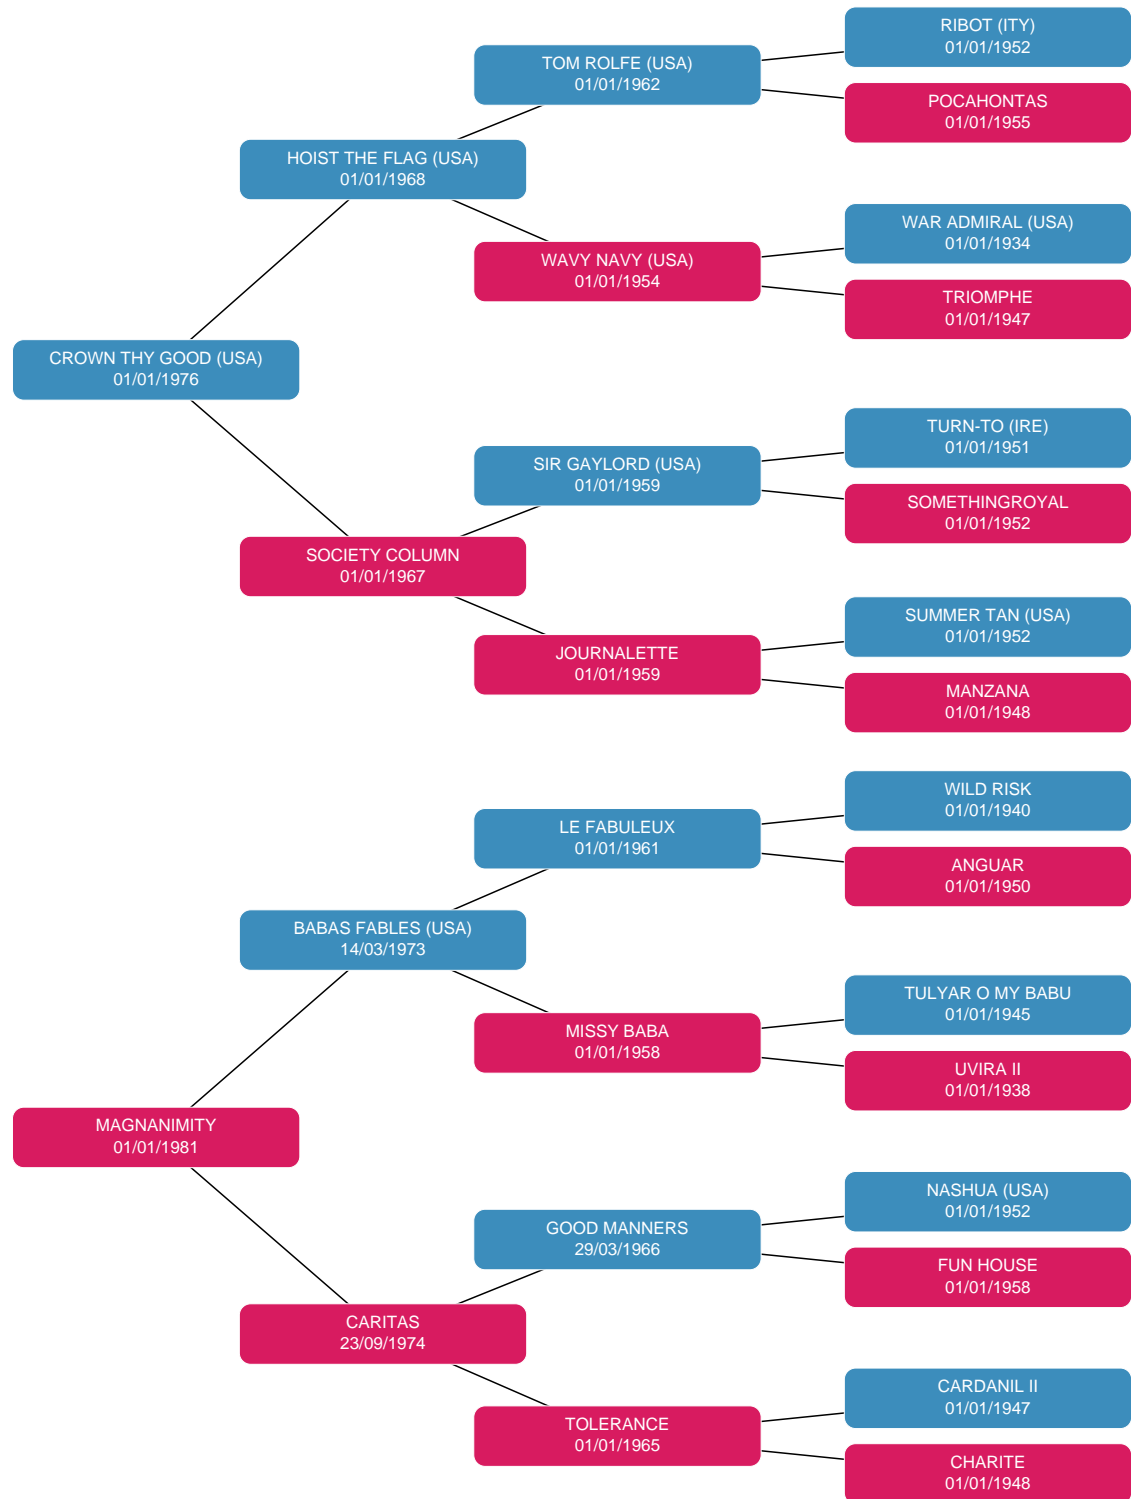 RIBOT (ITY)
01/01/1952
TOM ROLFE (USA)
01/01/1962
POCAHONTAS
01/01/1955
HOIST THE FLAG (USA)
01/01/1968
WAR ADMIRAL (USA)
01/01/1934
WAVY NAVY (USA)
01/01/1954
TRIOMPHE
01/01/1947
CROWN THY GOOD (USA)
01/01/1976
TURN-TO (IRE)
01/01/1951
SIR GAYLORD (USA)
01/01/1959
SOMETHINGROYAL
01/01/1952
SOCIETY COLUMN
01/01/1967
SUMMER TAN (USA)
01/01/1952
JOURNALETTE
01/01/1959
MANZANA
01/01/1948
WILD RISK
01/01/1940
LE FABULEUX
01/01/1961
ANGUAR
01/01/1950
BABAS FABLES (USA)
14/03/1973
TULYAR O MY BABU
01/01/1945
MISSY BABA
01/01/1958
UVIRA II
01/01/1938
MAGNANIMITY
01/01/1981
NASHUA (USA)
01/01/1952
GOOD MANNERS
29/03/1966
FUN HOUSE
01/01/1958
CARITAS
23/09/1974
CARDANIL II
01/01/1947
TOLERANCE
01/01/1965
CHARITE
01/01/1948